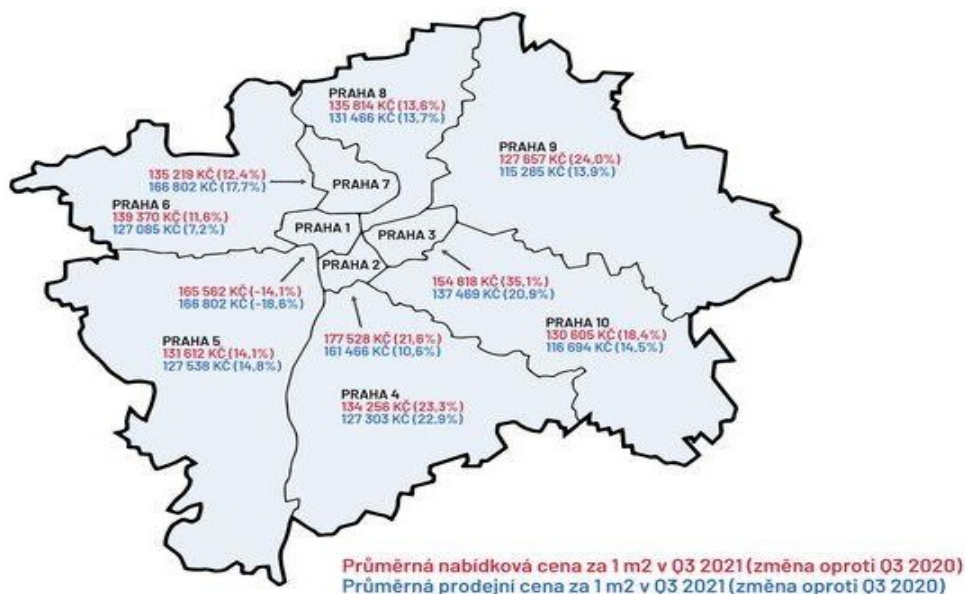 PRAHA 8
135 814 KČ (13,6%)
131 466 KČ (13,7%)
PRAHA 9
127 657 KČ (24,0%)
115 285 KČ (13,9%)
135 219 KČ (12,4%)
166 802 KČ (17,7%)
PRAHA 7
PRAHA 6
139 370 KČ (11,6%)
127 085 KČ (7,2%)
PRAHA 1
PRAHA 3
PRAHA 2
165 562 KČ (-14,1%)
166 802 KČ (-18,6%)
154 818 KČ (35,1%)
137 469 KČ (20,9%)
177 528 KČ (21,6%)
161 466 KČ (10,6%)
PRAHA 10
130 605 KČ (18,4%)
116 694 KČ (14,5%)
PRAHA 5
131 612 KČ (14,1%)
127 538 KČ (14,8%)
PRAHA 4
134 256 KČ (23,3%)
127 303 KČ (22,9%)
Průměrná nabídková cena za 1 m2 v Q3 2021 (změna oproti Q3 2020)
Průměrná prodejní cena za 1 m2 v Q3 2021 (změna oproti Q3 2020)